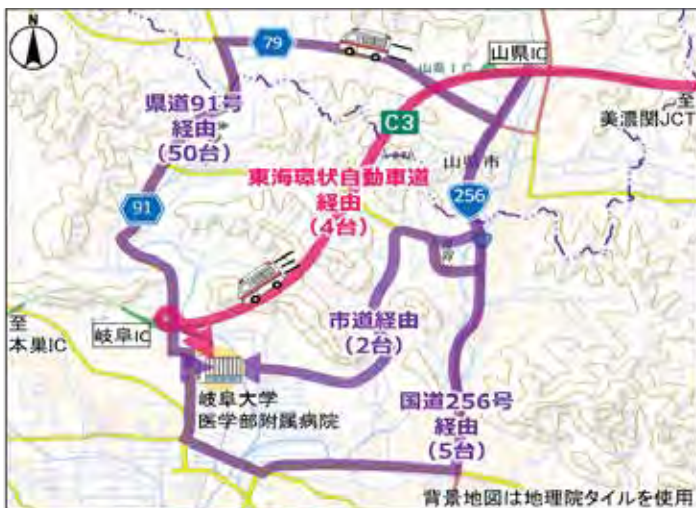 79
山県IC
山県IC
至
美濃関JCT
県道91号
経由
(50台)
C3
山県市
東海環状自動車道
経由
(4台)
256
91
至
本巣IC
岐阜IC
市道経由
(2台)
岐阜大学
医学部附属病院
国道256号
経由
(5台)
背景地図は地理院タイルを使用